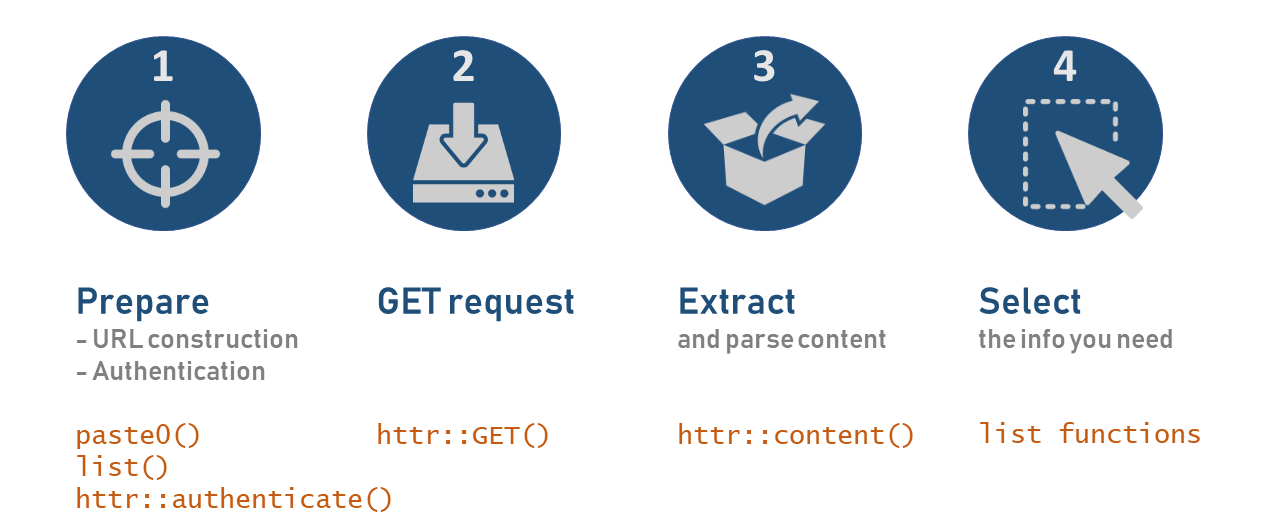 1
Prepare
- URL construction
- Authentication
paste0()
list()
httr::authenticate()
2
GET request
httr::GET()
3
Extract
and parse content
httr::content()
4
Select
the info you need
list functions